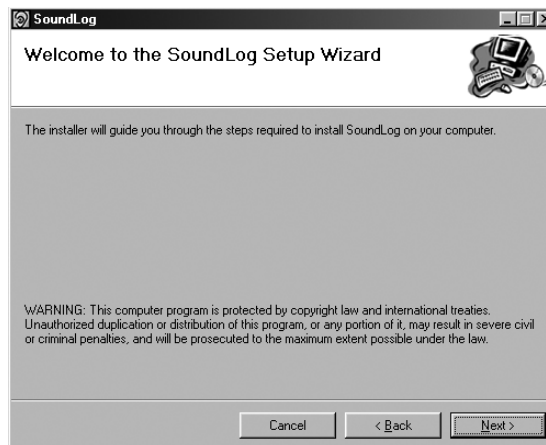 SoundLog
Welcome to the SoundLog Setup Wizard
The installer will guide you through the steps required to install SoundLog on your computer.
WARNING: This computer program is protected by copyright law and international treaties.
Unauthorized duplication or distribution of this program, or any portion of it, may result in severe civil
or criminal penalties, and will be prosecuted to the maximum extent possible under the law.
Cancel
< Back
Next >